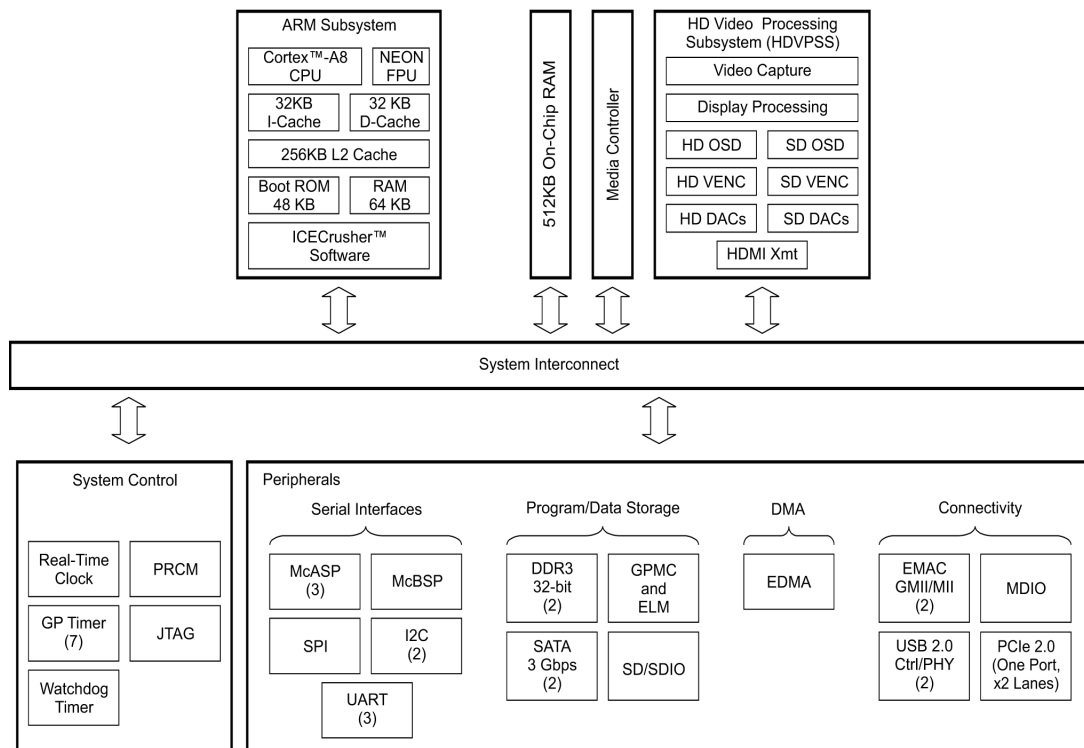 ARM Subsystem
Cortex™-A8
CPU
NEON
FPU
32KB
I-Cache
32 KB
D-Cache
256KB L2 Cache
Boot ROM
48 KB
RAM
64 KB
ICECrusher™
Software
512KB On-Chip RAM
Media Controller
HD Video Processing
Subsystem (HDVPSS)
Video Capture
Display Processing
HD OSD
SD OSD
HD VENC
SD VENC
HD DACs
SD DACs
HDMI Xmt
System Interconnect
System Control
Real-Time
Clock
PRCM
GP Timer
(7)
JTAG
Watchdog
Timer
Peripherals
Serial Interfaces
McASP
(3)
McBSP
SPI
I2C
(2)
UART
(3)
Program/Data Storage
DDR3
32-bit
(2)
GPMC
and
ELM
SATA
3 Gbps
(2)
SD/SDIO
DMA
EDMA
Connectivity
EMAC
GMII/MII
(2)
MDIO
USB 2.0
Ctrl/PHY
(2)
PCIe 2.0
(One Port,
x2 Lanes)